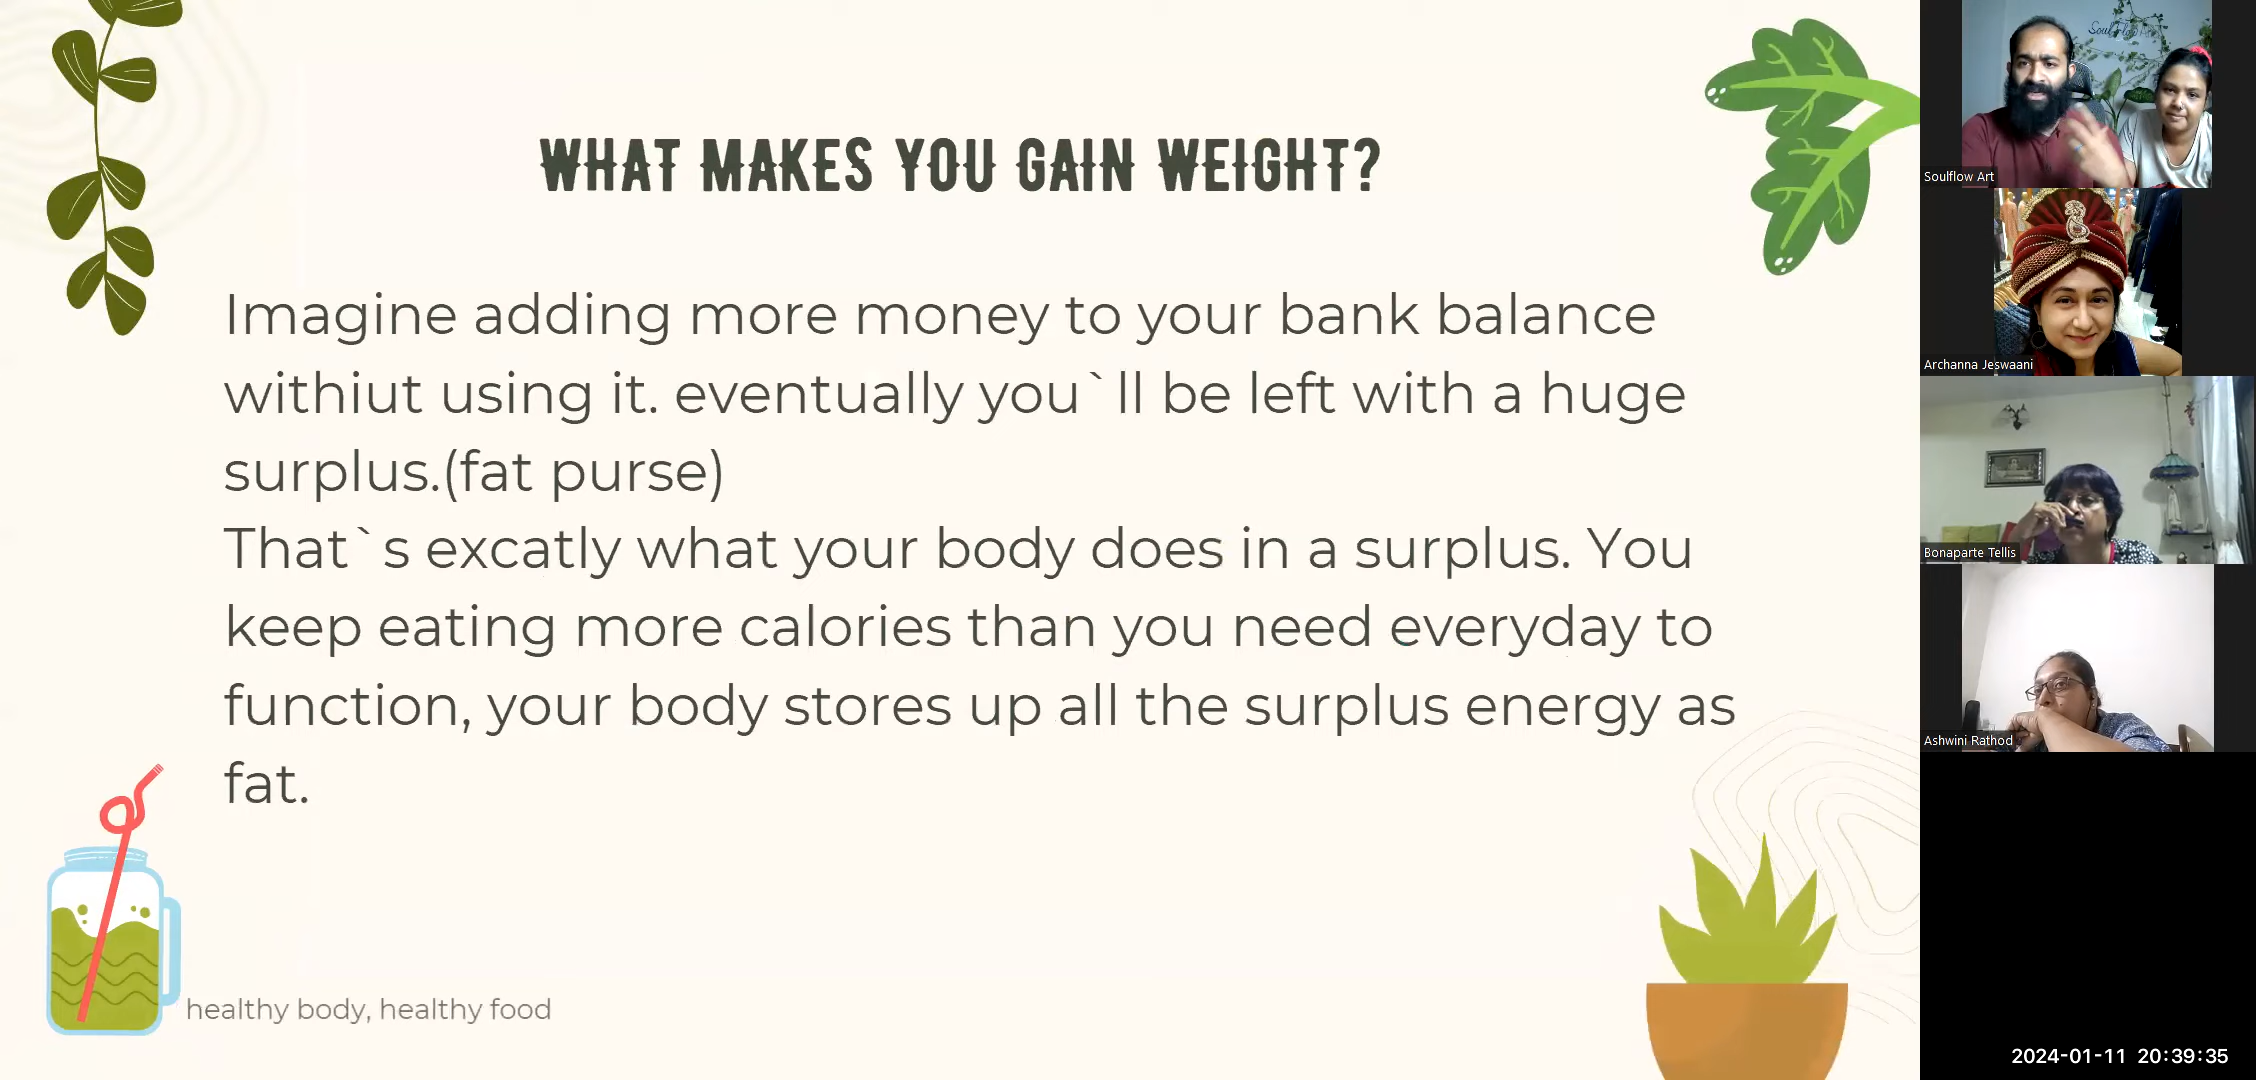 WHAT MAKES YOU GAIN WEIGHT?
Imagine adding more money to your bank balance
withiut using it. eventually you`ll be left with a huge
surplus.(fat purse)
That`s excatly what your body does in a surplus. You
keep eating more calories than you need everyday to
function, your body stores up all the surplus energy as
fat.
healthy body, healthy food
Soulflow Art
Archanna Jeswaani
Bonaparte Tellis
Ashwini Rathod
2024-01-11 20:39:35